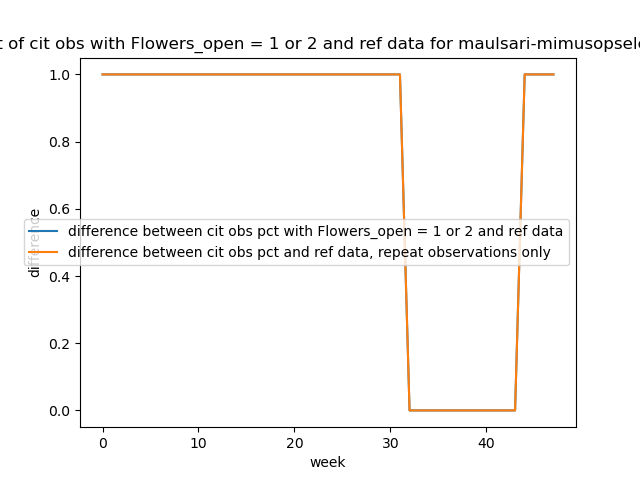 of cit obs with Flowers_open = 1 or 2 and ref data for
1.0
0.8
0.6
0.4
0.2
0.0
difference
difference between cit obs pct with Flowers_open = 1 or 2 and ref data
difference between cit obs pct and ref data, repeat observations only
0 10 20 30 40
week